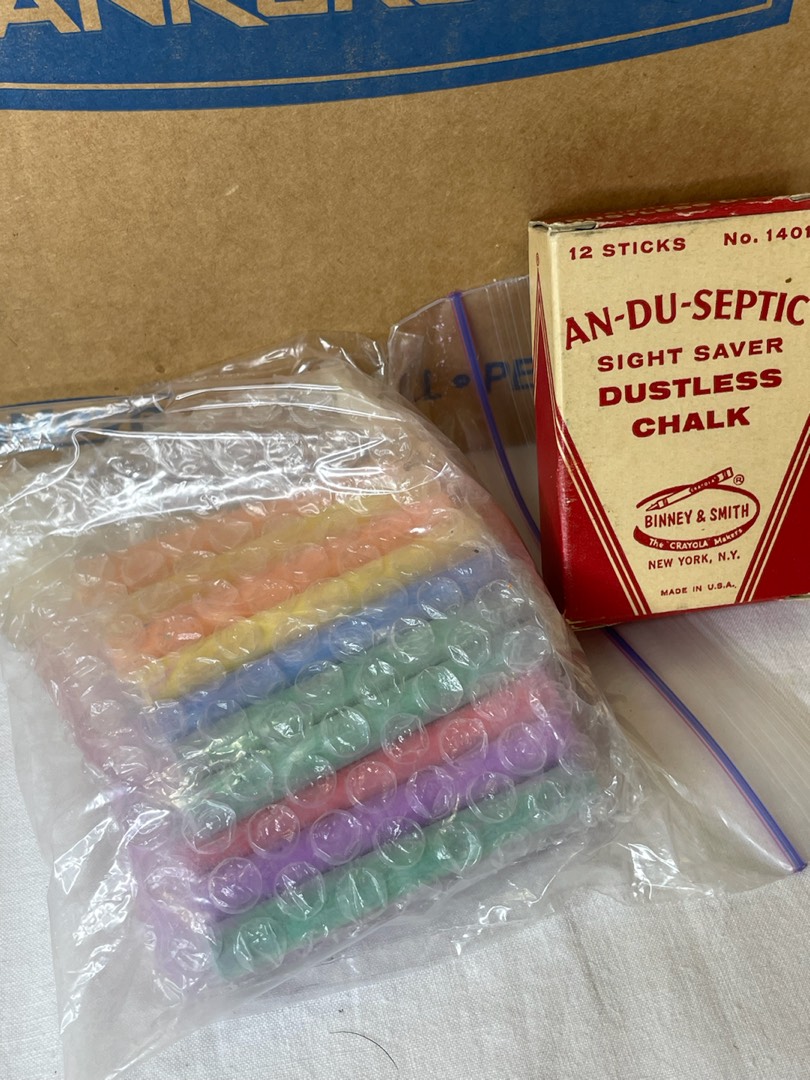 12 STICKS No. 1401
AN-DU-SEPTIC
SIGHT SAVER
DUSTLESS
CHALK
®
BINNEY & SMITH
The "CRAYOLA" Makers
NEW YORK, N.Y.
MADE IN U.S.A.